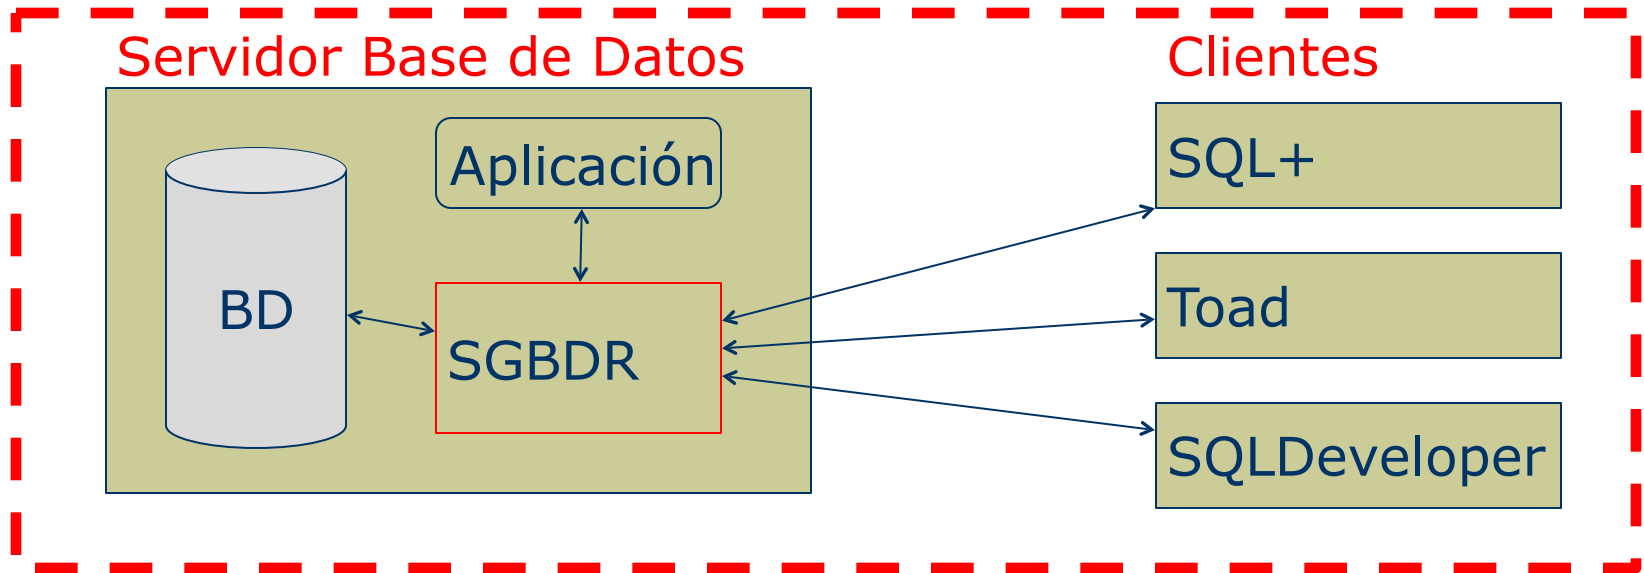 Servidor Base de Datos
Aplicación
BD
SGBDR
Clientes
SQL+
Toad
SQLDeveloper